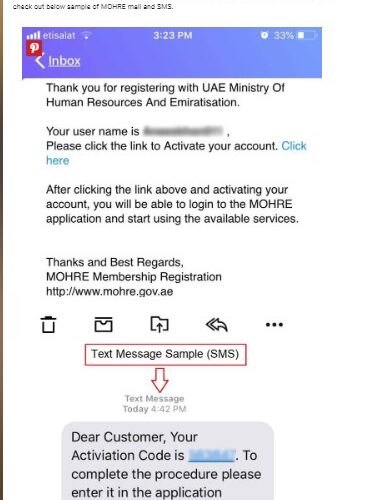 check out below sample of MOHRE mail and SMS.
etisalat 3:23 PM 33%
Inbox
Thank you for registering with UAE Ministry Of
Human Resources And Emiratisation.
Your user name is ,
Please click the link to Activate your account. Click
here
After clicking the link above and activating your
account, you will be able to login to the MOHRE
application and start using the available services.
Thanks and Best Regards,
MOHRE Membership Registration
http://www.mohre.gov.ae
Text Message Sample (SMS)
Text Message
Today 4:42 PM
Dear Customer, Your
Activiation Code is . To
complete the procedure please
enter it in the application